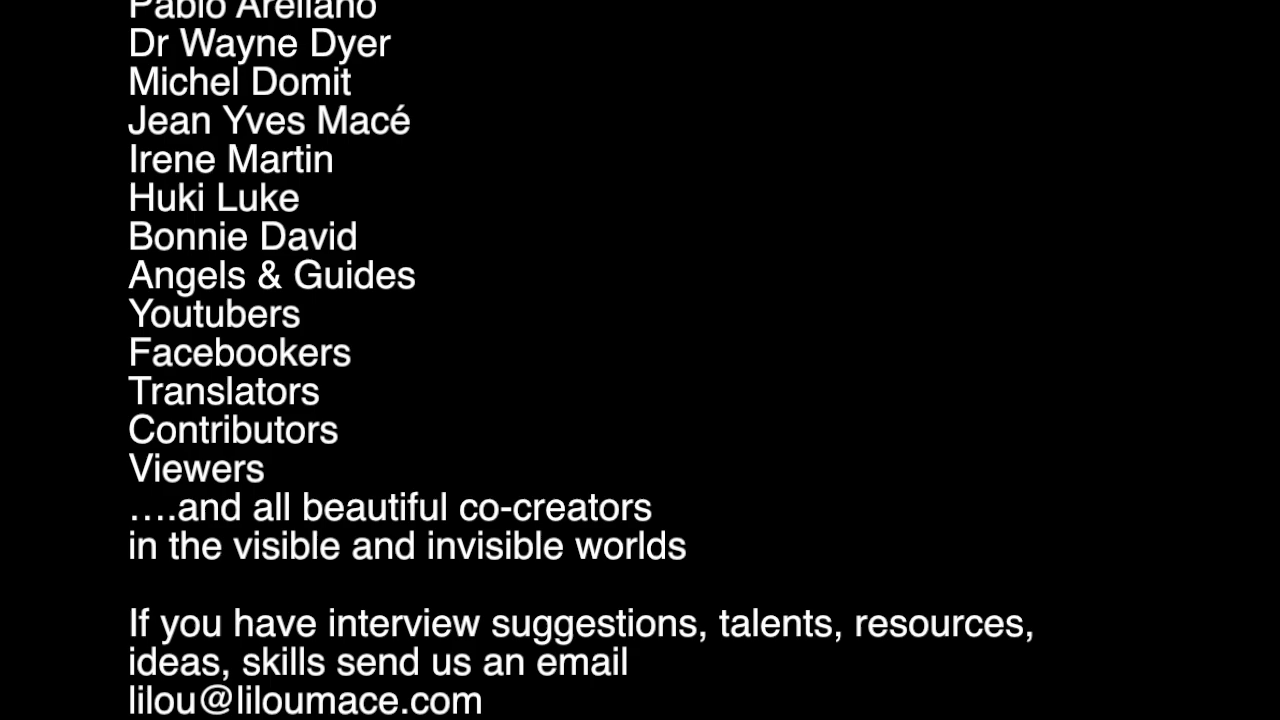 Pablo Arellano
Dr Wayne Dyer
Michel Domit
Jean Yves Macé
Irene Martin
Huki Luke
Bonnie David
Angels & Guides
Youtubers
Facebookers
Translators
Contributors
Viewers
….and all beautiful co-creators
in the visible and invisible worlds
If you have interview suggestions, talents, resources,
ideas, skills send us an email
lilou@liloumace.com